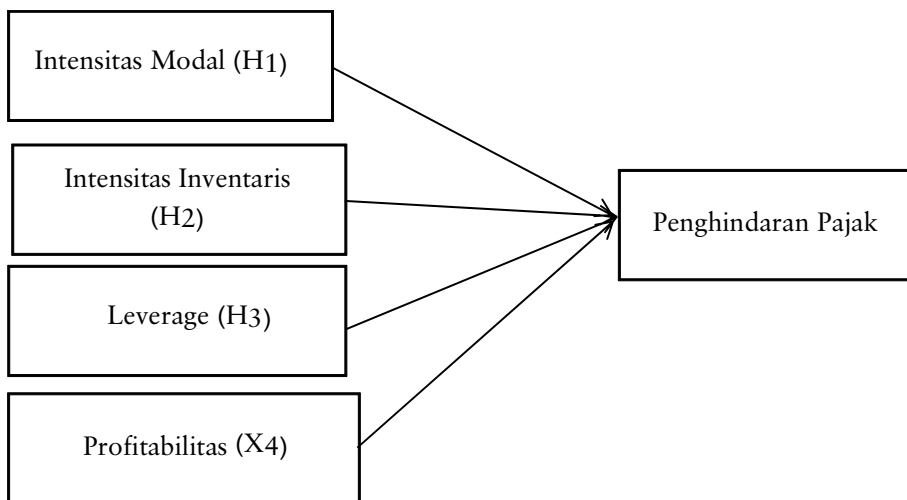 Intensitas Modal (H1)
Intensitas Inventaris
(H2)
Leverage (H3)
Profitabilitas (X4)
Penghindaran Pajak